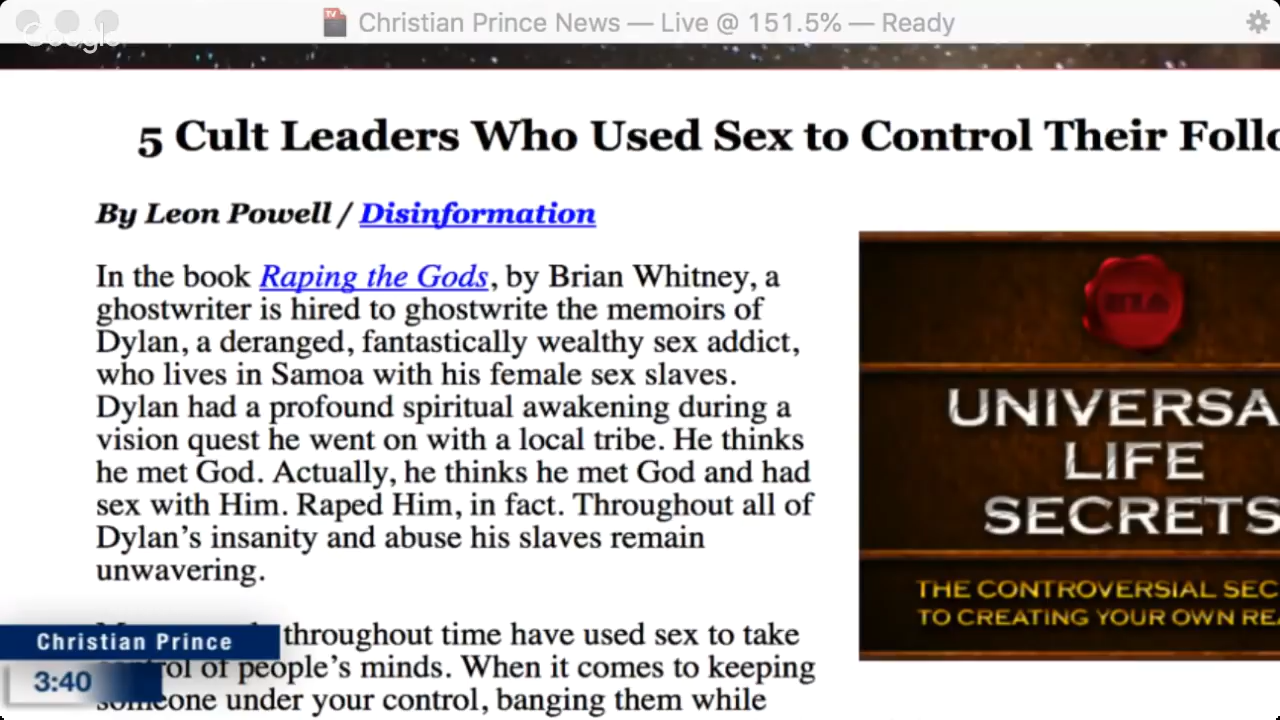 Christian Prince News — Live @ 151.5% — Ready
Google
5 Cult Leaders Who Used Sex to Control Their
By Leon Powell / Disinformation
In the book Raping the Gods, by Brian Whitney, a
ghostwriter is hired to ghostwrite the memoirs of
Dylan, a deranged, fantastically wealthy sex addict,
who lives in Samoa with his female sex slaves.
Dylan had a profound spiritual awakening during a
vision quest he went on with a local tribe. He thinks
he met God. Actually, he thinks he met God and had
sex with Him. Raped Him, in fact. Throughout all of
Dylan’s insanity and abuse his slaves remain
unwavering.
throughout time have used sex to take
of people’s minds. When it comes to keeping
someone under your control, banging them while
UNIVERSA
LIFE
SECRETS
THE CONTROVERSIAL SEC
TO CREATING YOUR OWN REA
Christian Prince
3:40